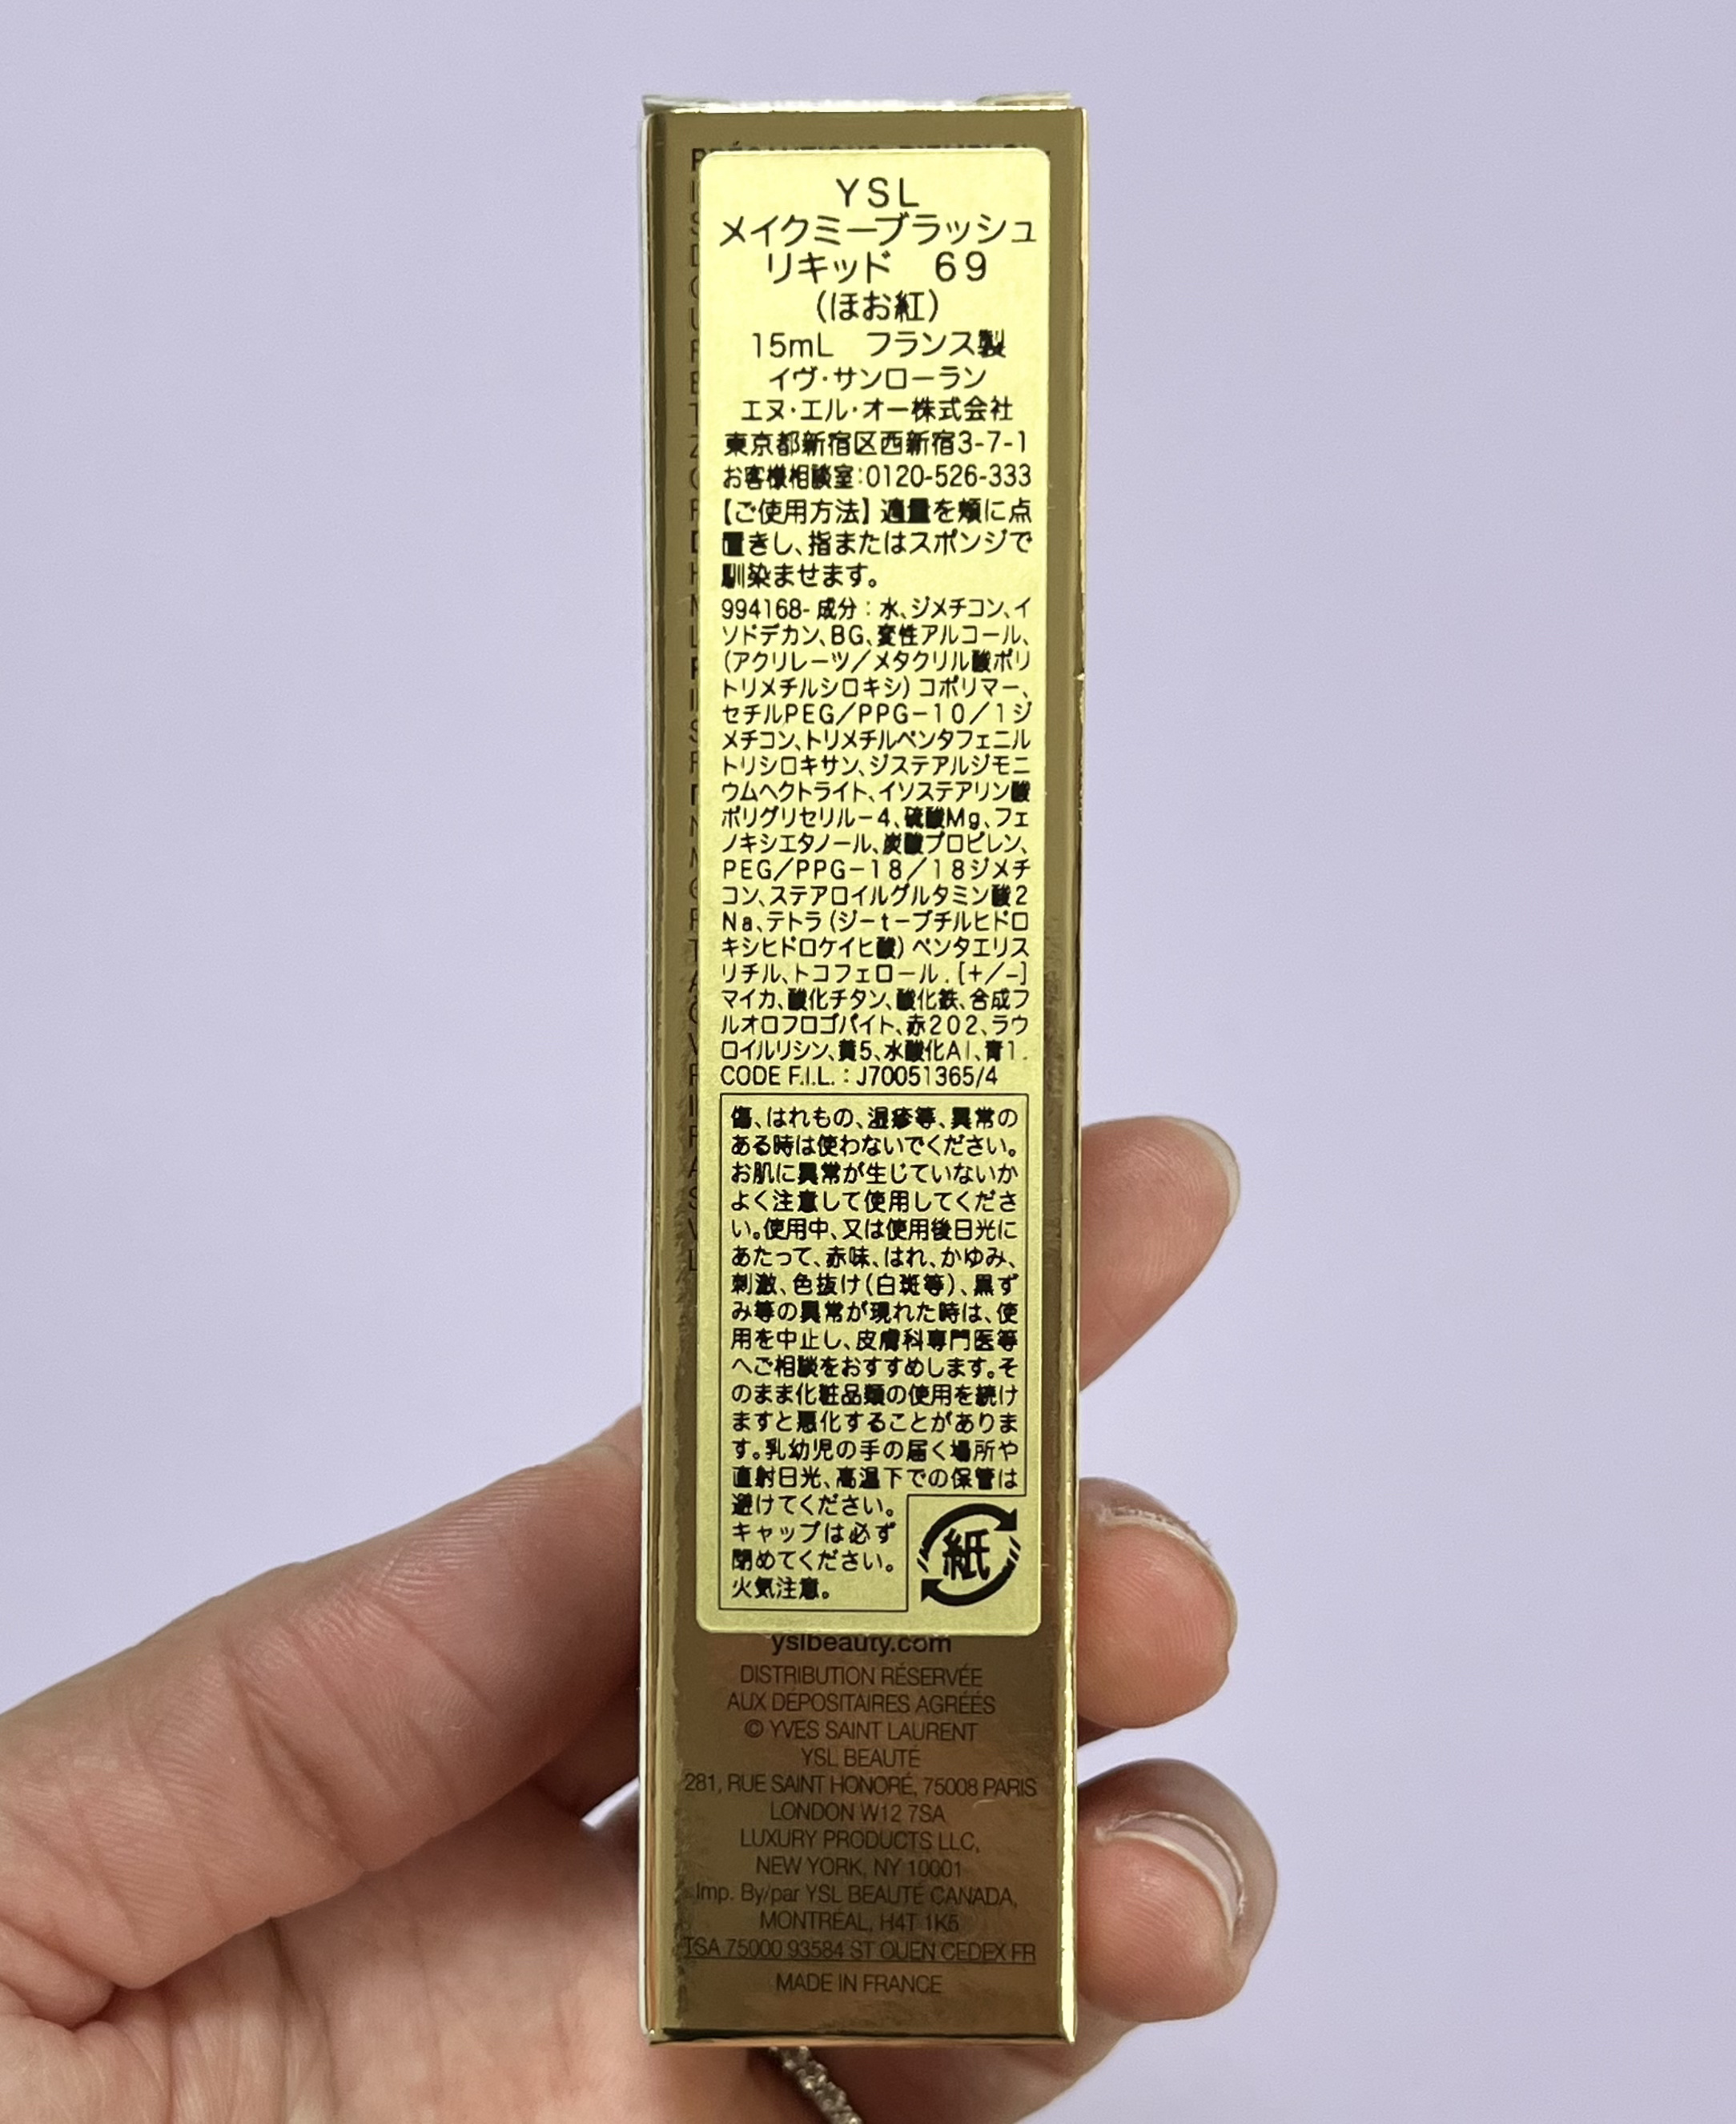 YSL
メイクミーブラッシュ
リキッド 69
(ほお紅)
15mL フランス製
イヴ・サンローラン
エヌ・エル・オー株式会社
東京都新宿区西新宿3-7-1
お客様相談室:0120-526-333
【ご使用方法】適量を頬に点
置きし、指またはスポンジで
馴染ませます。
994168- 成分:水、ジメチコン、イ
ソドデカン、BG、変性アルコール、
(アクリレーツ/メタクリル酸ポリ
トリメチルシロキシ)コポリマー、
セチルPEG/PPG-10/1ジ
メチコン、トリメチルペンタフェニル
トリシロキサン、ジステアルジモニ
ウムヘクトライト、イソステアリン酸
ポリグリセリル-4、硫酸Mg、フェ
ノキシエタノール、炭酸プロピレン、
PEG/PPG-18/18ジメチ
コン、ステアロイルグルタミン酸2
Na、テトラ(ジ-t-ブチルヒドロ
キシヒドロケイヒ酸)ペンタエリス
リチル、トコフェロール.[+/-]
マイカ、酸化チタン、酸化鉄、合成フ
ルオロフロゴパイト、赤202、ラウ
ロイルリシン、黄5、水酸化Al、青1.
CODE F.I.L. : J70051365/4
傷、はれもの、湿疹等、異常の
ある時は使わないでください。
お肌に異常が生じていないか
よく注意して使用してくださ
い。使用中、又は使用後日光に
あたって、赤味、はれ、かゆみ、
刺激、色抜け(白斑等)、黒ず
み等の異常が現れた時は、使
用を中止し、皮膚科専門医等
へご相談をおすすめします。そ
のまま化粧品類の使用を続け
ますと悪化することがありま
す。乳幼児の手の届く場所や
直射日光、高温下での保管は
避けてください。
キャップは必ず
閉めてください。
火気注意。
紙
yslbeauty.com
DISTRIBUTION RÉSERVÉE
AUX DÉPOSITAIRES AGRÉÉS
© YVES SAINT LAURENT
YSL BEAUTÉ
281, RUE SAINT HONORÉ, 75008 PARIS
LONDON W12 7SA
LUXURY PRODUCTS LLC,
NEW YORK, NY 10001
Imp. By/par YSL BEAUTÉ CANADA,
MONTRÉAL, H4T 1K5
TSA 75000 93584 ST OUEN CEDEX FR
MADE IN FRANCE